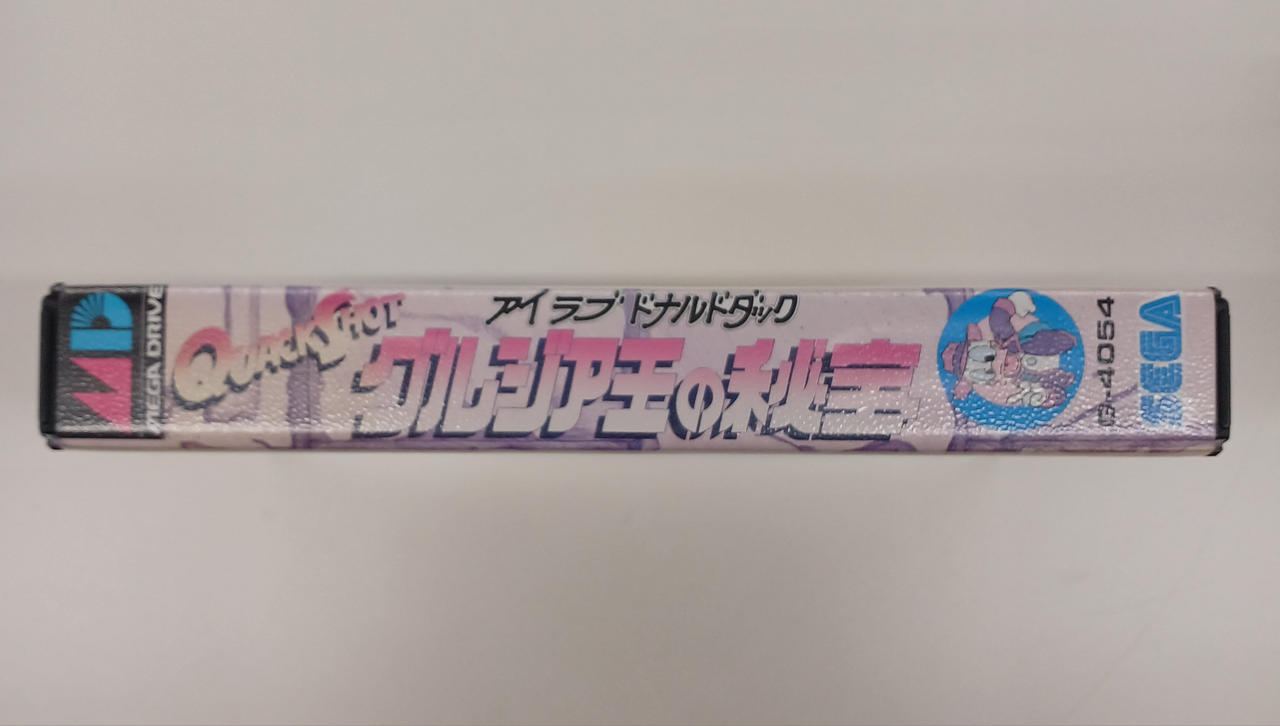 MEGA DRIVE
QUACKSHOT
アイラブドナルドダック
グルジア王の秘宝
G-4054
SEGA